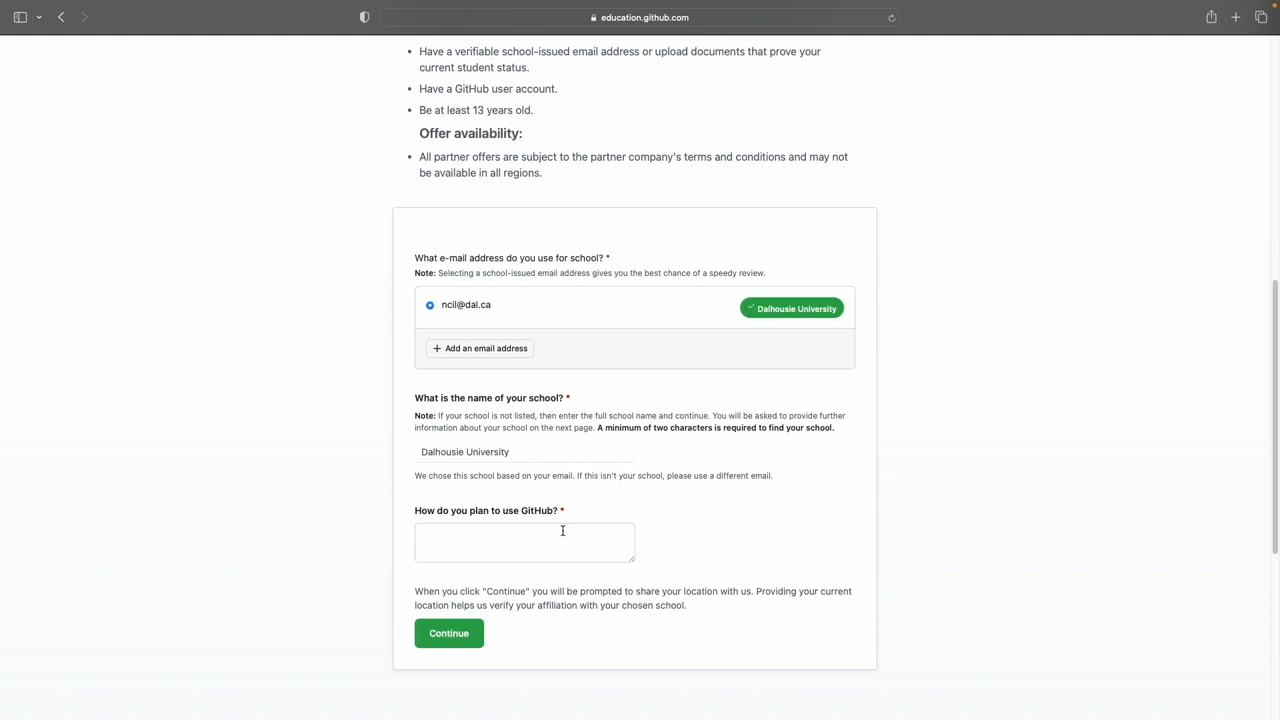 education.github.com
• Have a verifiable school-issued email address or upload documents that prove your
current student status.
• Have a GitHub user account.
• Be at least 13 years old.
Offer availability:
• All partner offers are subject to the partner company's terms and conditions and may not
be available in all regions.
What e-mail address do you use for school? *
Note: Selecting a school-issued email address gives you the best chance of a speedy review.
ncil@dal.ca
Dalhousie University
+ Add an email address
What is the name of your school? *
Note: If your school is not listed, then enter the full school name and continue. You will be asked to provide further
information about your school on the next page. A minimum of two characters is required to find your school.
Dalhousie University
We chose this school based on your email. If this isn't your school, please use a different email.
How do you plan to use GitHub? *
When you click "Continue" you will be prompted to share your location with us. Providing your current
location helps us verify your affiliation with your chosen school.
Continue